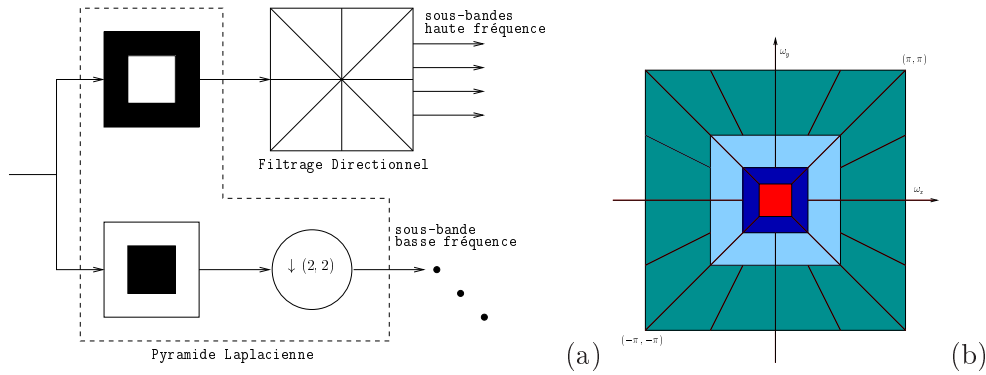 sous-bandes
haute fréquence
Filtrage Directionnel
sous-bande
basse fréquence
↓ (2, 2)
Pyramide Laplacienne
(a)
ω_y
(π, π)
ω_x
(−π, −π)
(b)